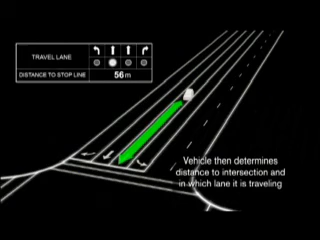 TRAVEL LANE
DISTANCE TO STOP LINE 56 m
Vehicle then determines
distance to intersection and
in which lane it is traveling